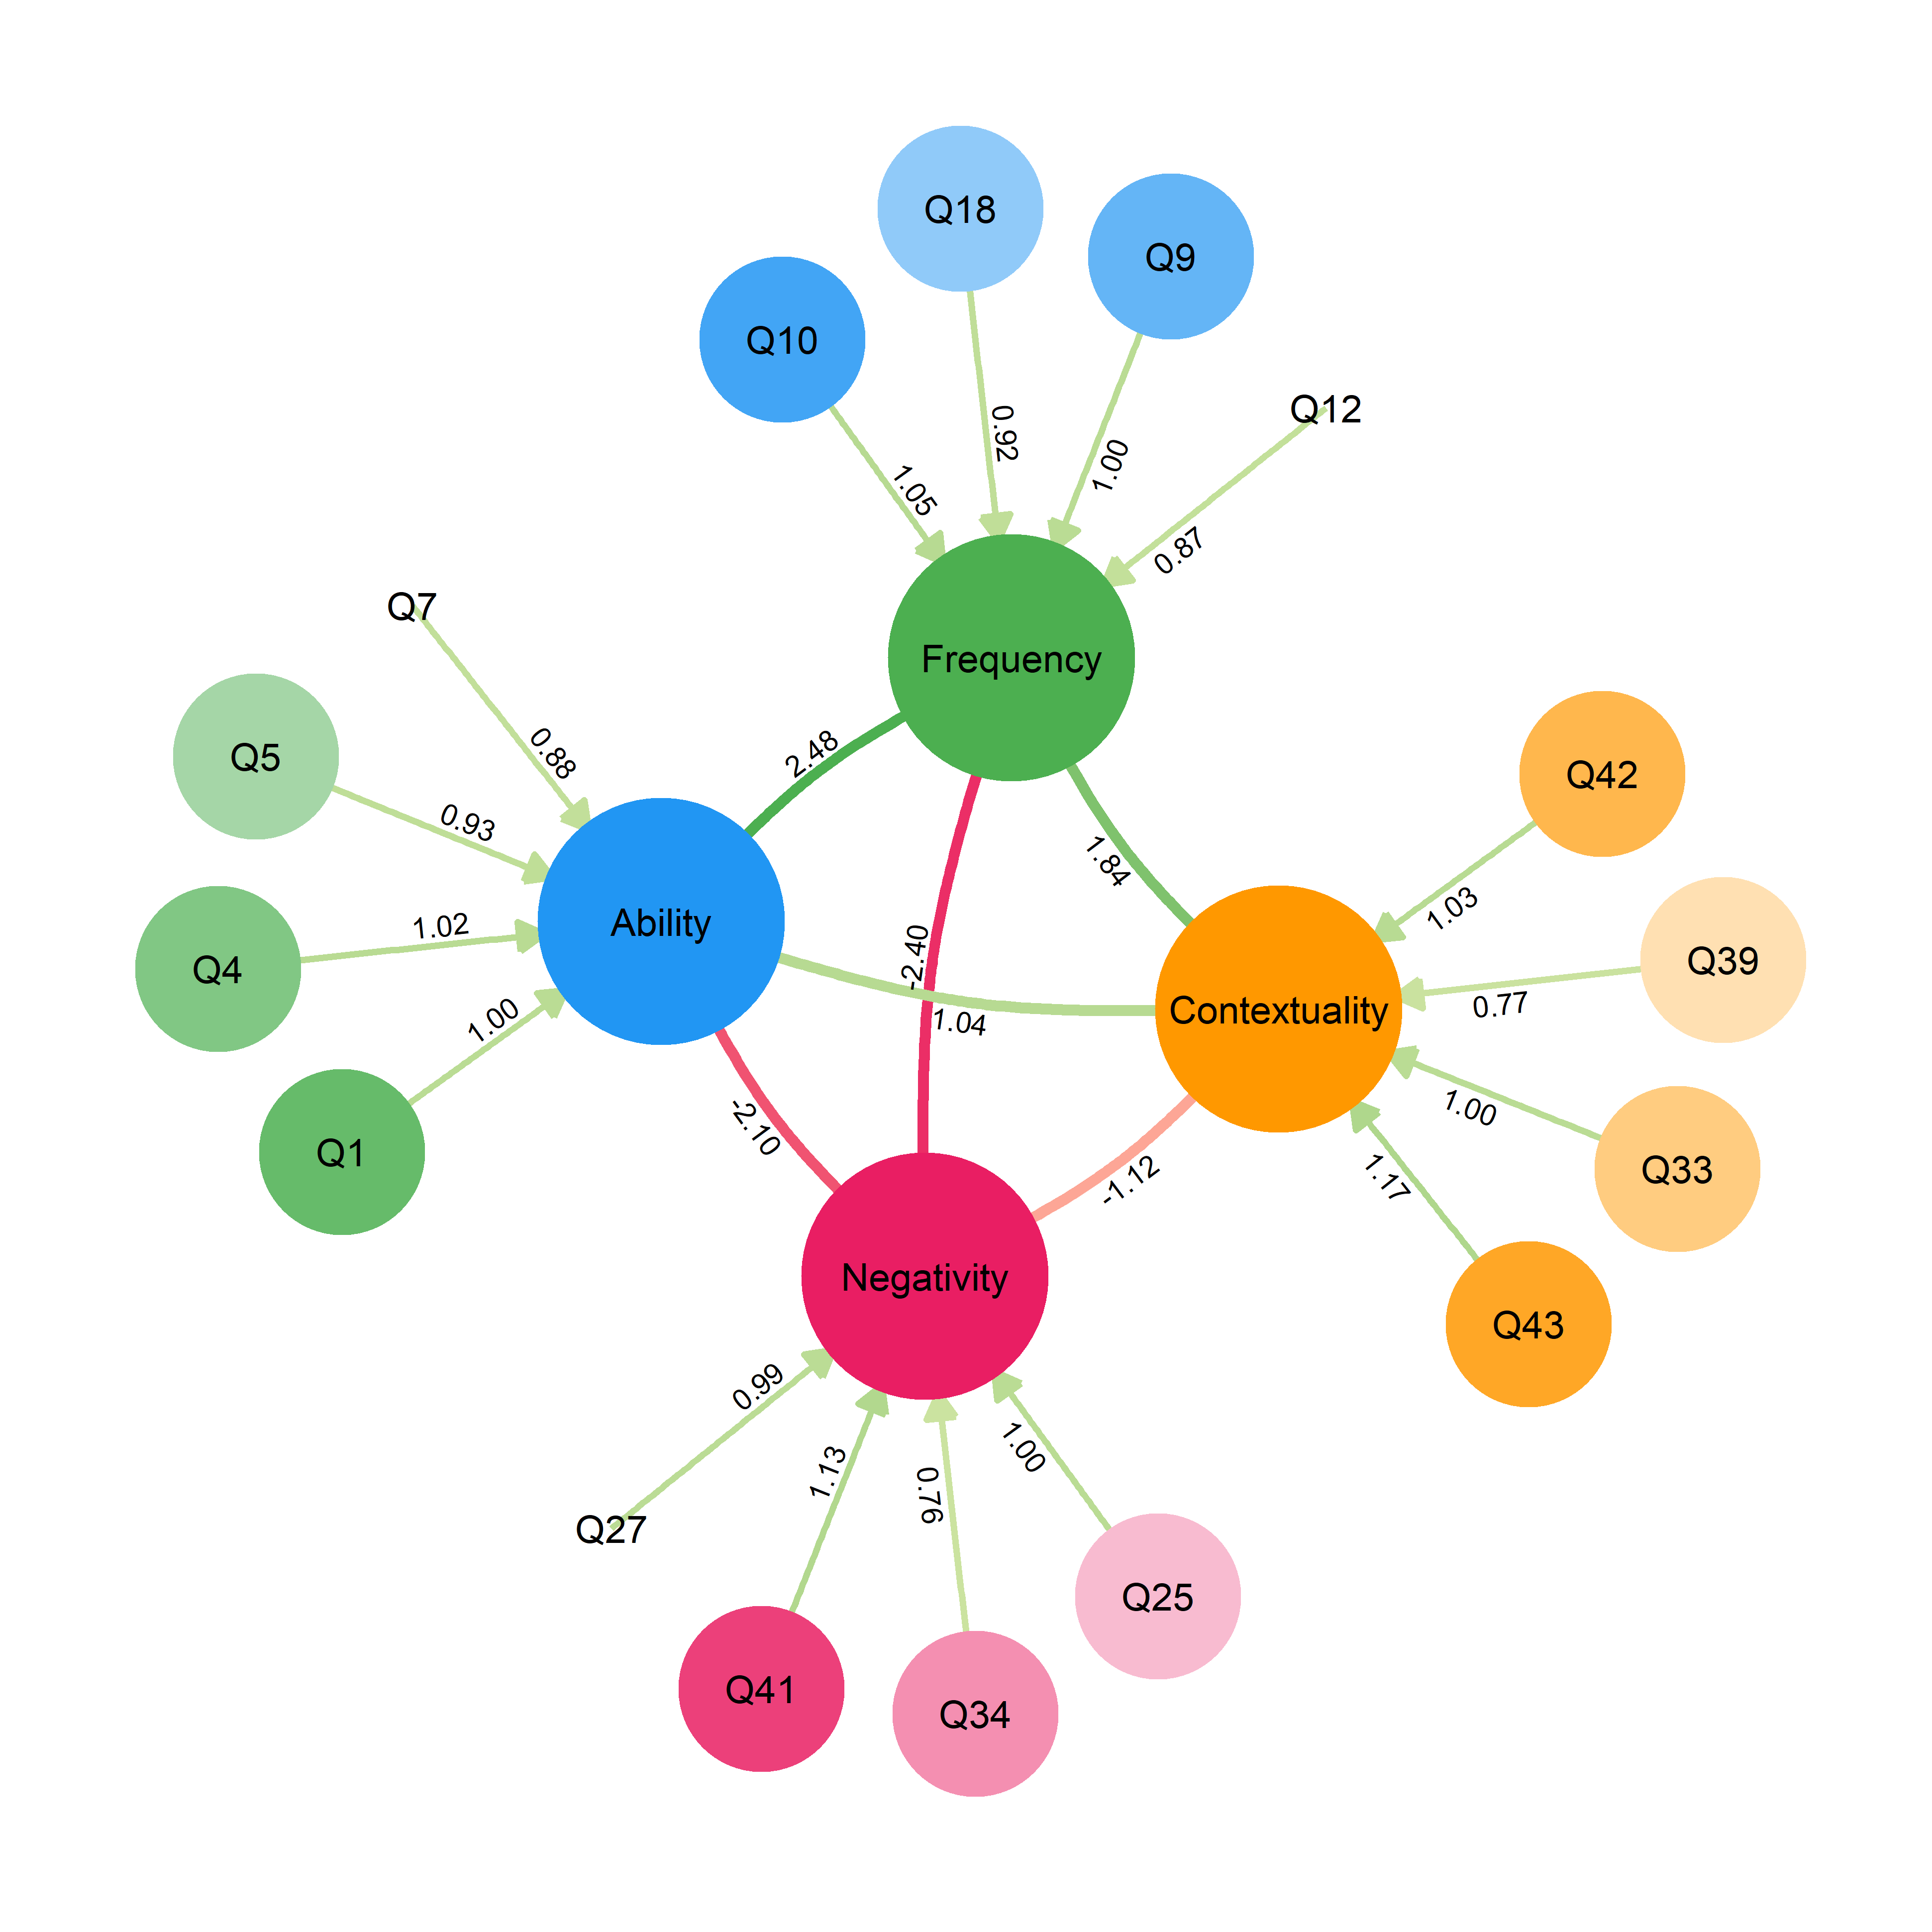 Q18
Q9
Q10
Q12
0.92
1.00
1.05
0.87
Q7
Frequency
Q5
2.48
0.88
Q42
0.93
1.84
Ability
1.03
Q4
1.02
-2.40
Q39
1.00
1.04
Contextuality
0.77
Q1
-2.10
-1.12
1.00
Q33
1.17
Negativity
Q43
0.99
1.13
0.76
1.00
Q27
Q25
Q41
Q34